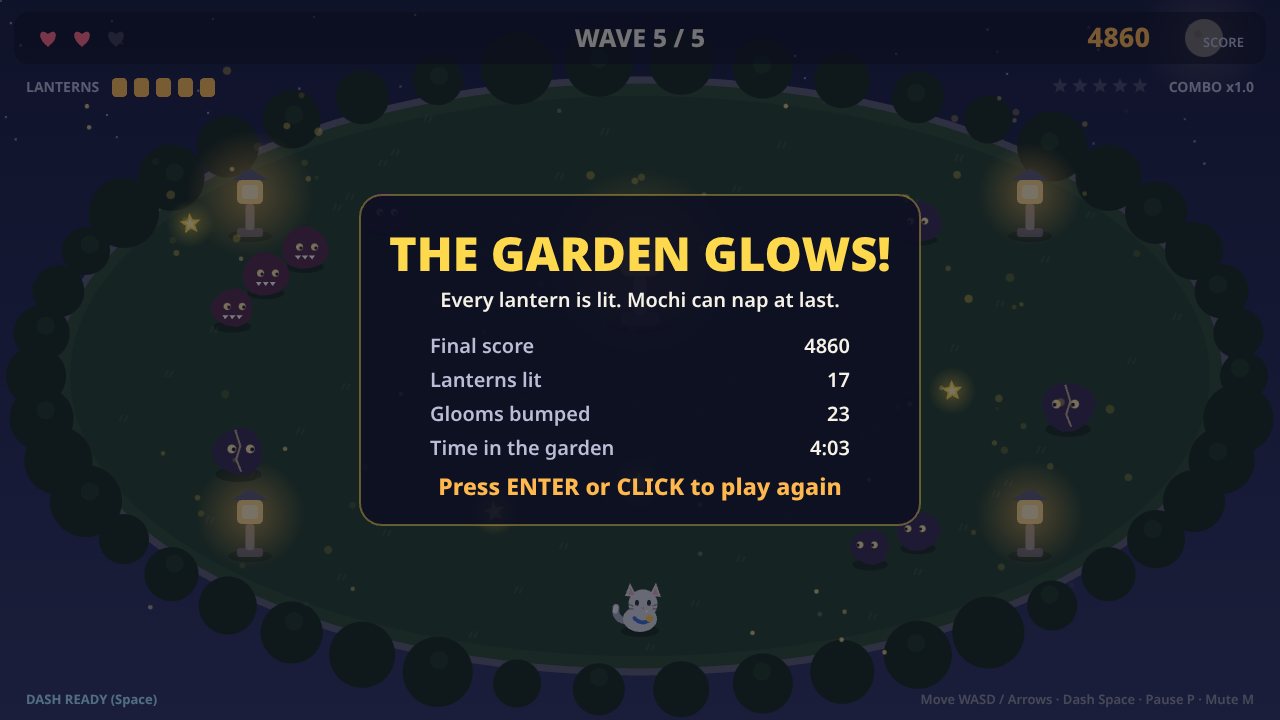 WAVE 5 / 5
4860
SCORE
LANTERNS
COMBO x1.0
THE GARDEN GLOWS!
Every lantern is lit. Mochi can nap at last.
Final score 4860
Lanterns lit 17
Glooms bumped 23
Time in the garden 4:03
Press ENTER or CLICK to play again
DASH READY (Space)
Move WASD / Arrows · Dash Space · Pause P · Mute M